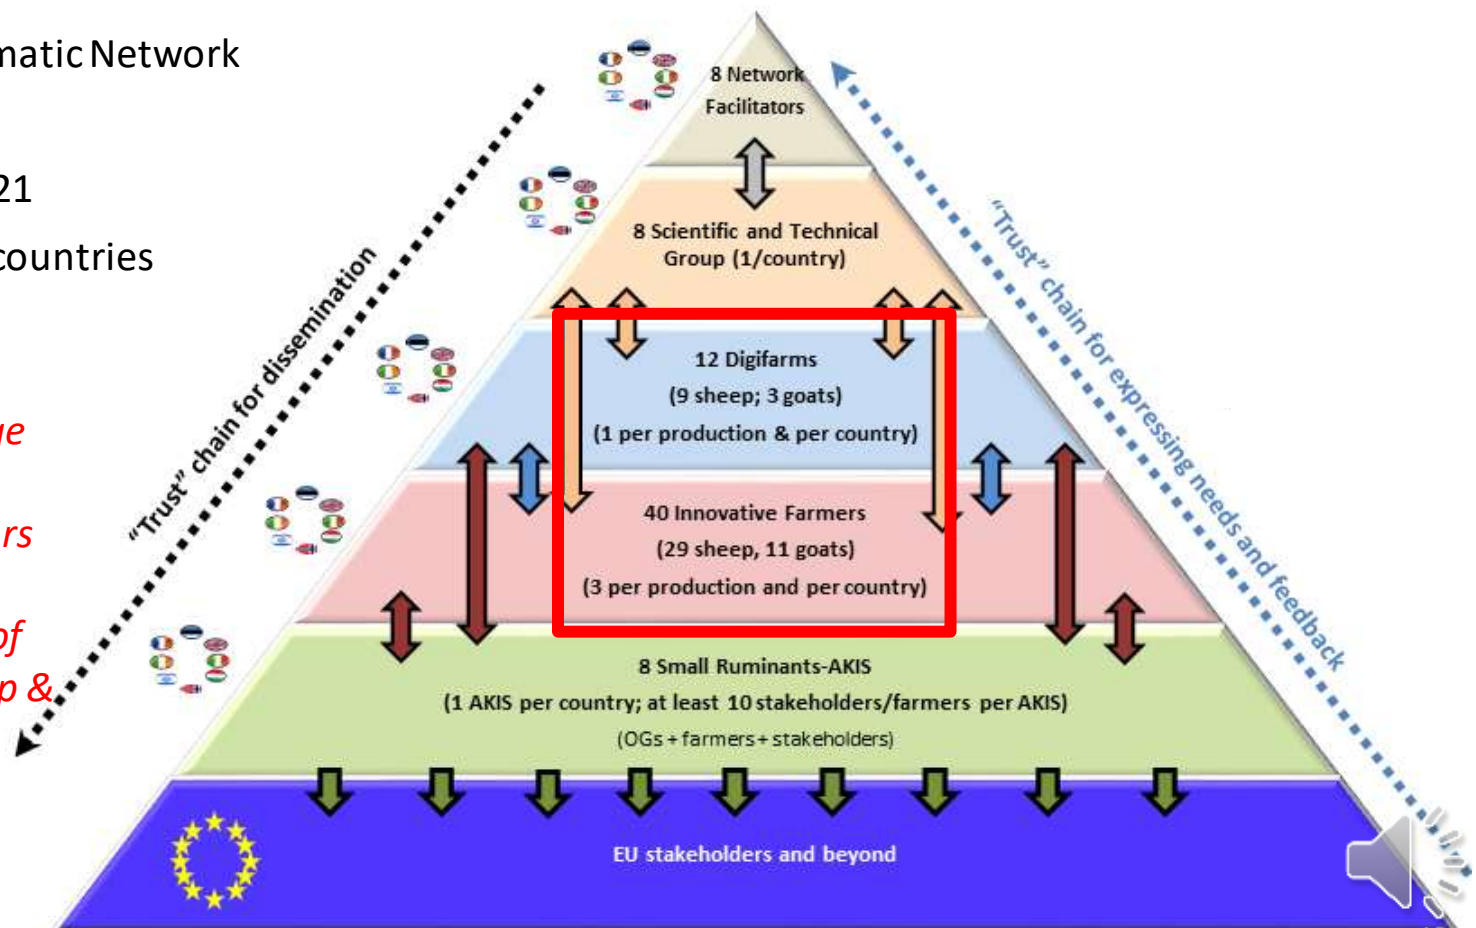 matic Network
21
countries
ge
rs
of
p &
"Trust" chain for dissemination
8 Network
Facilitators
8 Scientific and Technical
Group (1/country)
12 Digifarms
(9 sheep; 3 goats)
(1 per production & per country)
40 Innovative Farmers
(29 sheep, 11 goats)
(3 per production and per country)
8 Small Ruminants-AKIS
(1 AKIS per country; at least 10 stakeholders/farmers per AKIS)
(OGs + farmers + stakeholders)
EU stakeholders and beyond
"Trust" chain for expressing needs and feedback